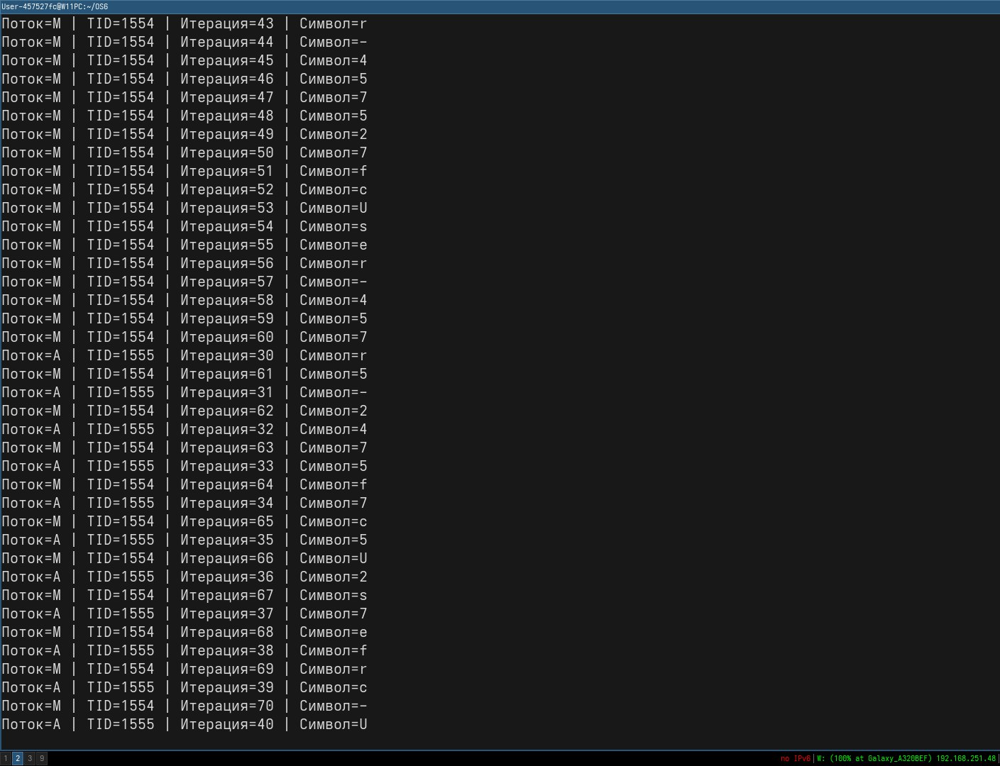 User-457527fc@W11PC:~/OS6
Поток=M | TID=1554 | Итерация=43 | Символ=r
Поток=M | TID=1554 | Итерация=44 | Символ=-
Поток=M | TID=1554 | Итерация=45 | Символ=4
Поток=M | TID=1554 | Итерация=46 | Символ=5
Поток=M | TID=1554 | Итерация=47 | Символ=7
Поток=M | TID=1554 | Итерация=48 | Символ=5
Поток=M | TID=1554 | Итерация=49 | Символ=2
Поток=M | TID=1554 | Итерация=50 | Символ=7
Поток=M | TID=1554 | Итерация=51 | Символ=f
Поток=M | TID=1554 | Итерация=52 | Символ=c
Поток=M | TID=1554 | Итерация=53 | Символ=U
Поток=M | TID=1554 | Итерация=54 | Символ=s
Поток=M | TID=1554 | Итерация=55 | Символ=e
Поток=M | TID=1554 | Итерация=56 | Символ=r
Поток=M | TID=1554 | Итерация=57 | Символ=-
Поток=M | TID=1554 | Итерация=58 | Символ=4
Поток=M | TID=1554 | Итерация=59 | Символ=5
Поток=M | TID=1554 | Итерация=60 | Символ=7
Поток=A | TID=1555 | Итерация=30 | Символ=r
Поток=M | TID=1554 | Итерация=61 | Символ=5
Поток=A | TID=1555 | Итерация=31 | Символ=-
Поток=M | TID=1554 | Итерация=62 | Символ=2
Поток=A | TID=1555 | Итерация=32 | Символ=4
Поток=M | TID=1554 | Итерация=63 | Символ=7
Поток=A | TID=1555 | Итерация=33 | Символ=5
Поток=M | TID=1554 | Итерация=64 | Символ=f
Поток=A | TID=1555 | Итерация=34 | Символ=7
Поток=M | TID=1554 | Итерация=65 | Символ=c
Поток=A | TID=1555 | Итерация=35 | Символ=5
Поток=M | TID=1554 | Итерация=66 | Символ=U
Поток=A | TID=1555 | Итерация=36 | Символ=2
Поток=M | TID=1554 | Итерация=67 | Символ=s
Поток=A | TID=1555 | Итерация=37 | Символ=7
Поток=M | TID=1554 | Итерация=68 | Символ=e
Поток=A | TID=1555 | Итерация=38 | Символ=f
Поток=M | TID=1554 | Итерация=69 | Символ=r
Поток=A | TID=1555 | Итерация=39 | Символ=c
Поток=M | TID=1554 | Итерация=70 | Символ=-
Поток=A | TID=1555 | Итерация=40 | Символ=U
1 2 3 9 no IPv6|W: (100% at Galaxy_A320BEF) 192.168.251.48|